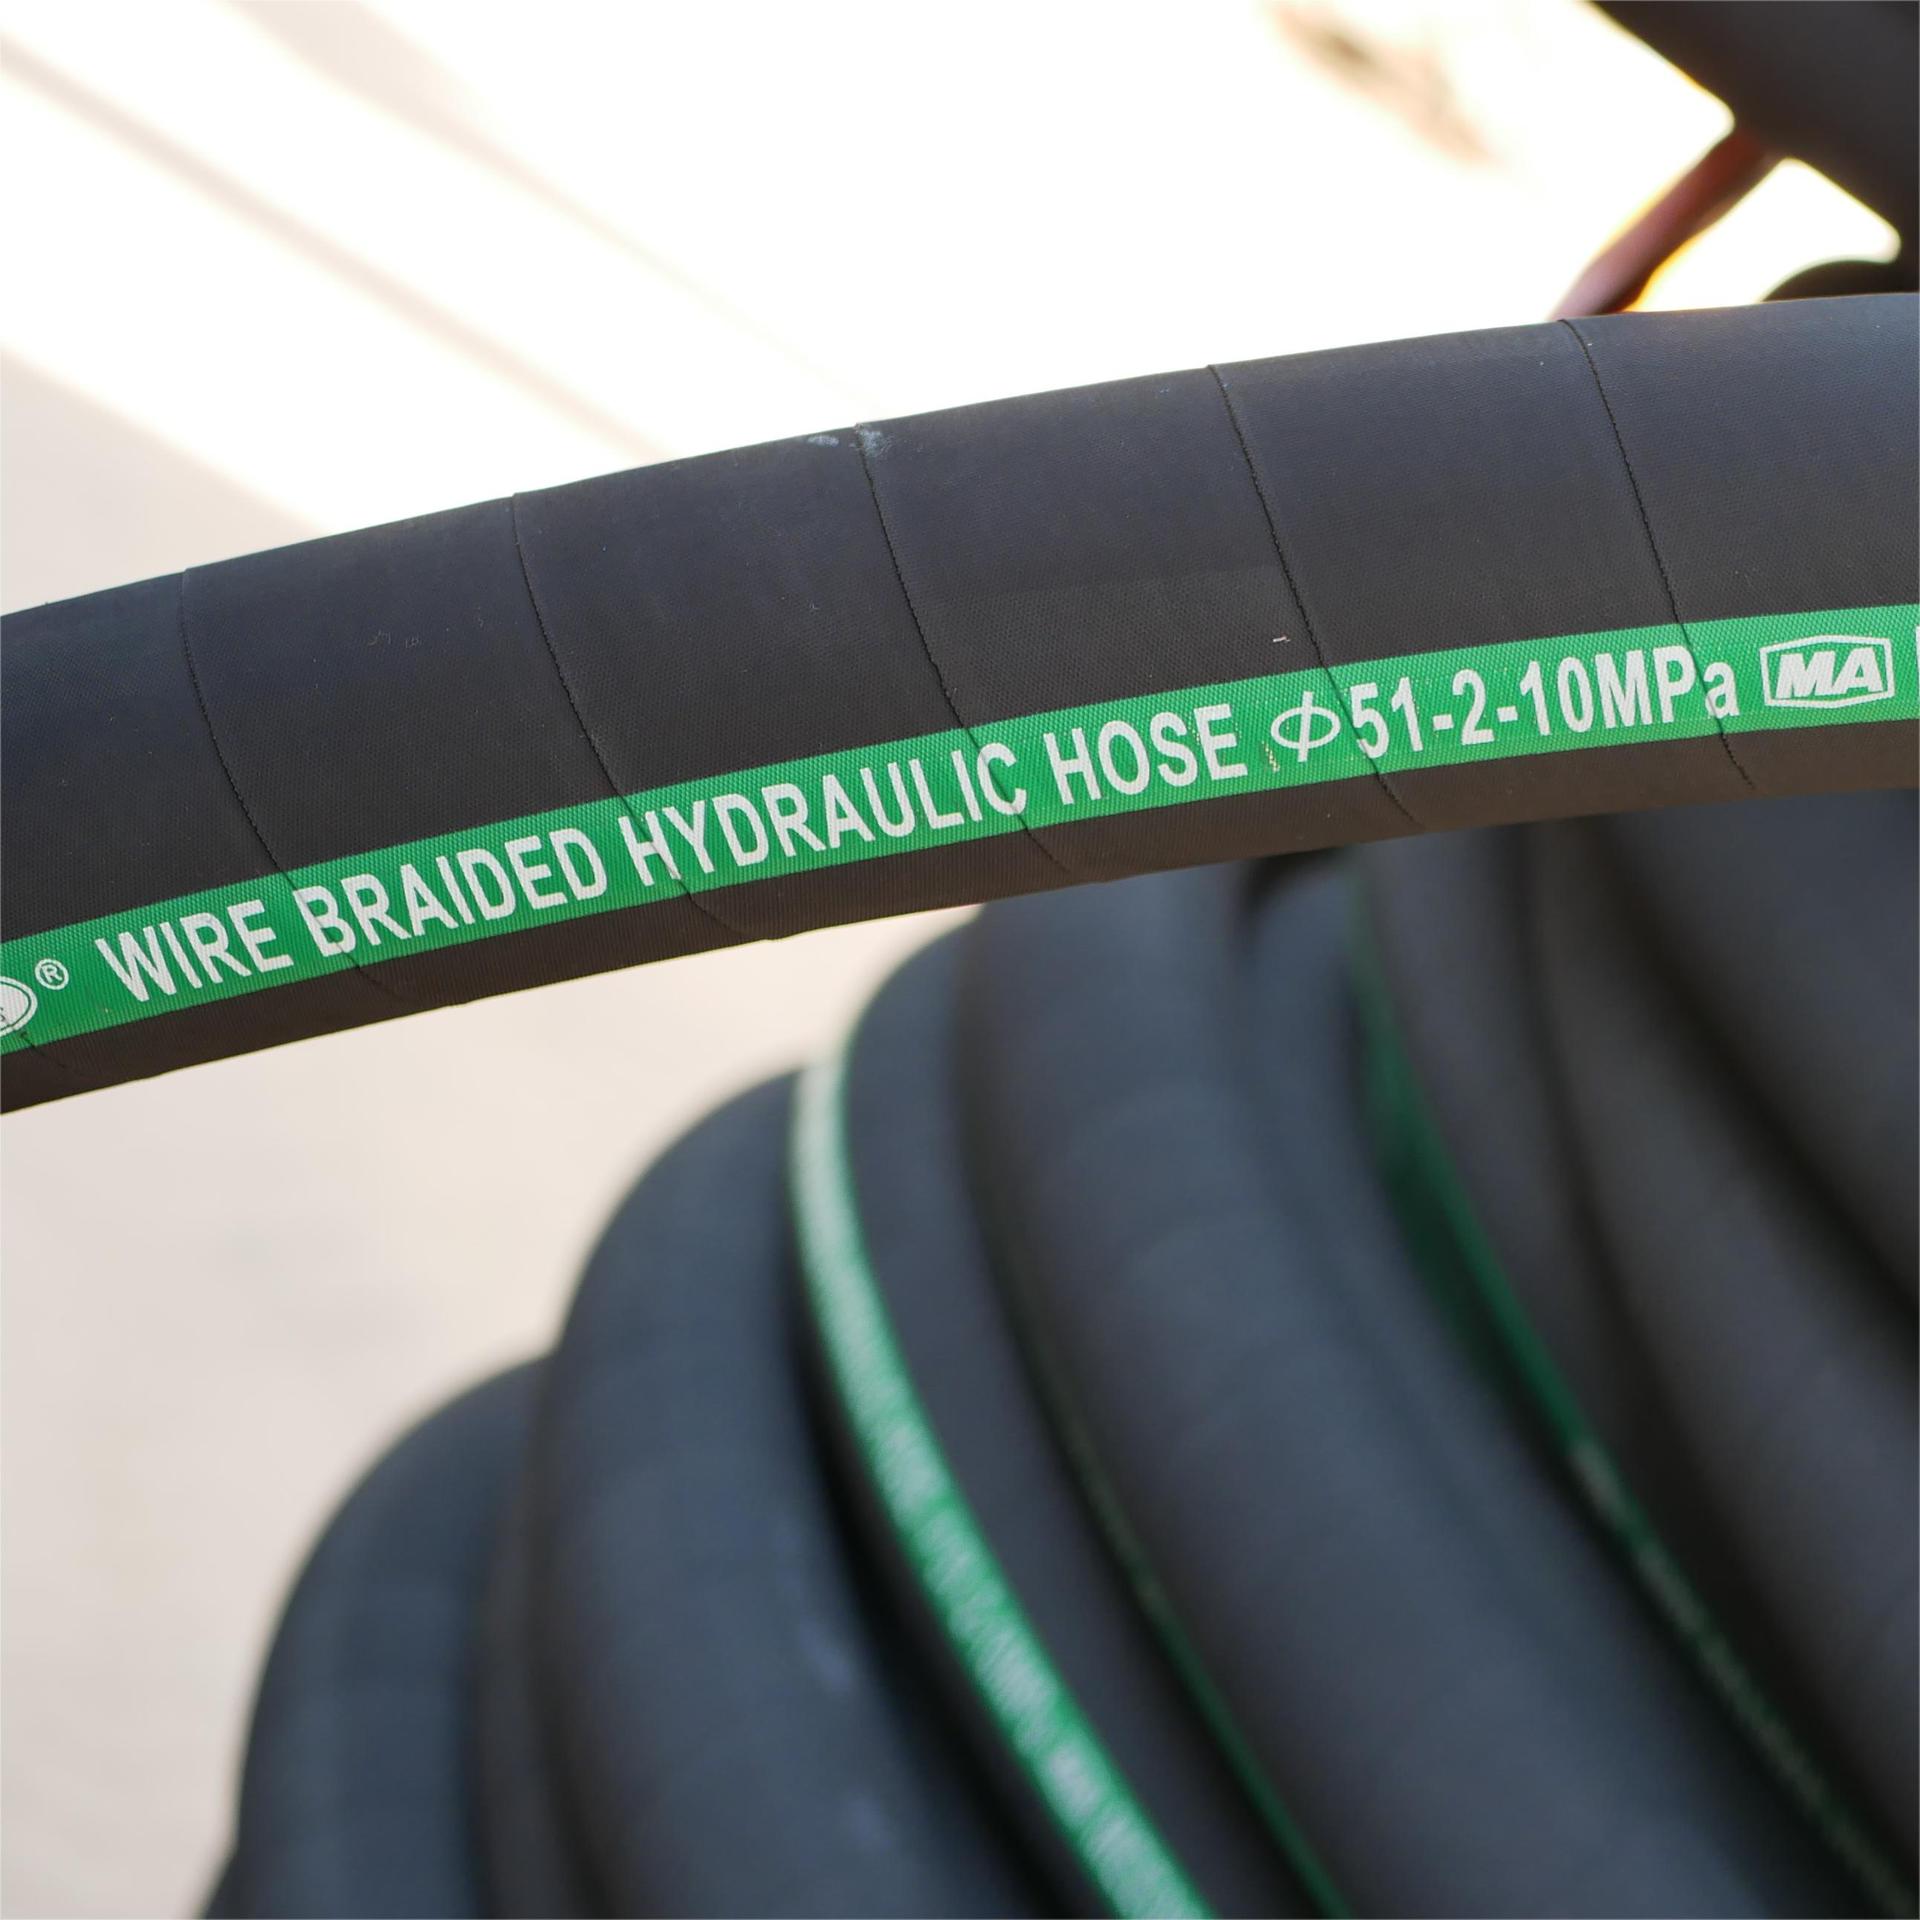 ® WIRE BRAIDED HYDRAULIC HOSE Φ51-2-10MPa MA